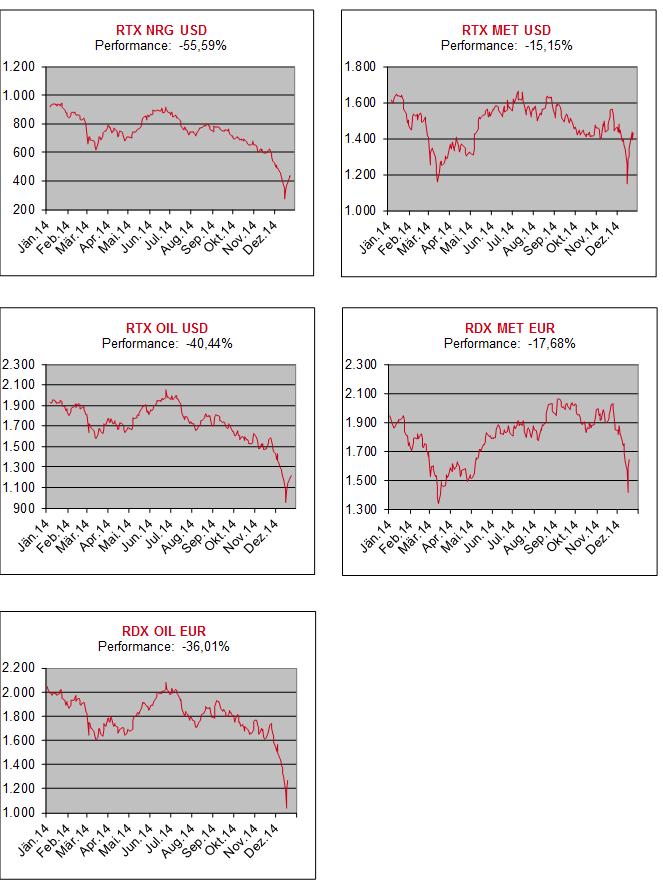 RTX NRG USD
Performance: -55,59%
1.200
1.000
800
600
400
200
Jän.14
Feb.14
Mär.14
Apr.14
Mai.14
Jun.14
Jul.14
Aug.14
Sep.14
Okt.14
Nov.14
Dez.14
RTX MET USD
Performance: -15,15%
1.800
1.600
1.400
1.200
1.000
Jän.14
Feb.14
Mär.14
Apr.14
Mai.14
Jun.14
Jul.14
Aug.14
Sep.14
Okt.14
Nov.14
Dez.14
RTX OIL USD
Performance: -40,44%
2.300
2.100
1.900
1.700
1.500
1.300
1.100
900
Jän.14
Feb.14
Mär.14
Apr.14
Mai.14
Jun.14
Jul.14
Aug.14
Sep.14
Okt.14
Nov.14
Dez.14
RDX MET EUR
Performance: -17,68%
2.300
2.100
1.900
1.700
1.500
1.300
Jän.14
Feb.14
Mär.14
Apr.14
Mai.14
Jun.14
Jul.14
Aug.14
Sep.14
Okt.14
Nov.14
Dez.14
RDX OIL EUR
Performance: -36,01%
2.200
2.000
1.800
1.600
1.400
1.200
1.000
Jän.14
Feb.14
Mär.14
Apr.14
Mai.14
Jun.14
Jul.14
Aug.14
Sep.14
Okt.14
Nov.14
Dez.14